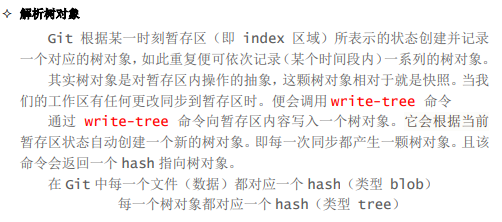 ✧ 解析树对象
Git 根据某一时刻暂存区（即 index 区域）所表示的状态创建并记录
一个对应的树对象，如此重复便可依次记录（某个时间段内）一系列的树对象。
其实树对象是对暂存区内操作的抽象，这颗树对象相对于就是快照。当我
们的工作区有任何更改同步到暂存区时。便会调用 write-tree 命令
通过 write-tree 命令向暂存区内容写入一个树对象。它会根据当前
暂存区状态自动创建一个新的树对象。即每一次同步都产生一颗树对象。且该
命令会返回一个 hash 指向树对象。
在 Git 中每一个文件（数据）都对应一个 hash（类型 blob）
每一个树对象都对应一个 hash（类型 tree）